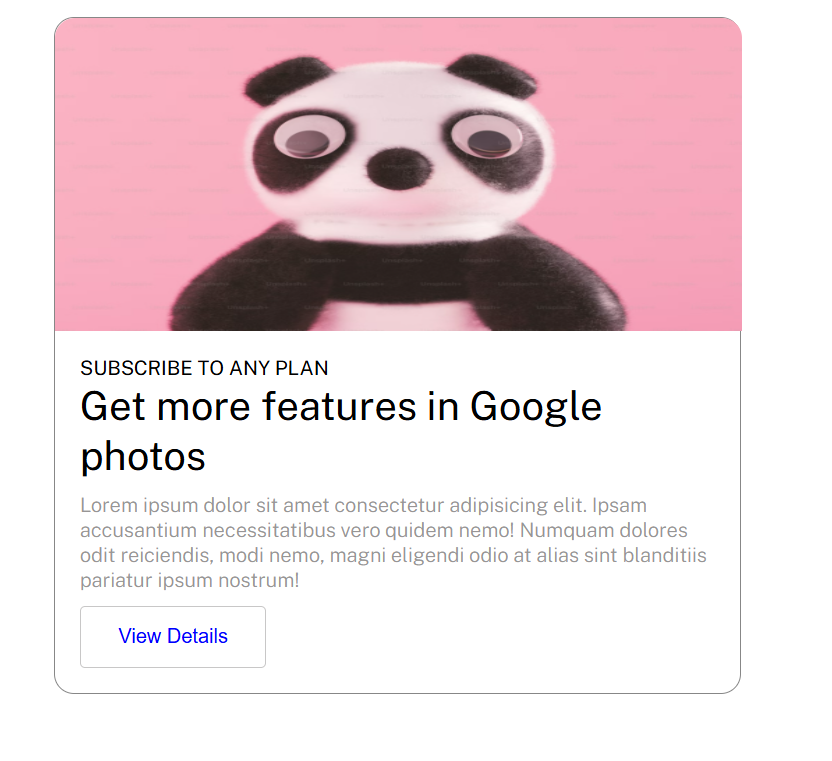 SUBSCRIBE TO ANY PLAN
Get more features in Google
photos
Lorem ipsum dolor sit amet consectetur adipisicing elit. Ipsam
accusantium necessitatibus vero quidem nemo! Numquam dolores
odit reiciendis, modi nemo, magni eligendi odio at alias sint blanditiis
pariatur ipsum nostrum!
View Details